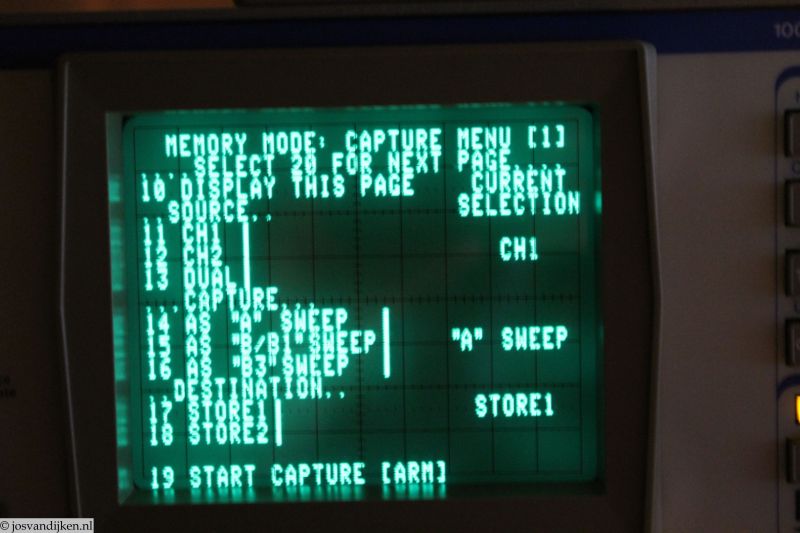 MEMORY MODE: CAPTURE MENU [1]
..SELECT 20 FOR NEXT PAGE....
10 DISPLAY THIS PAGE CURRENT
SOURCE.. SELECTION
11 CH1
12 CH2 CH1
13 DUAL
..CAPTURE...
14 AS "A" SWEEP
15 AS "B/B1"SWEEP "A" SWEEP
16 AS "B3"SWEEP
..DESTINATION..
17 STORE1 STORE1
18 STORE2
19 START CAPTURE [ARM]
100
© josvandijken.nl